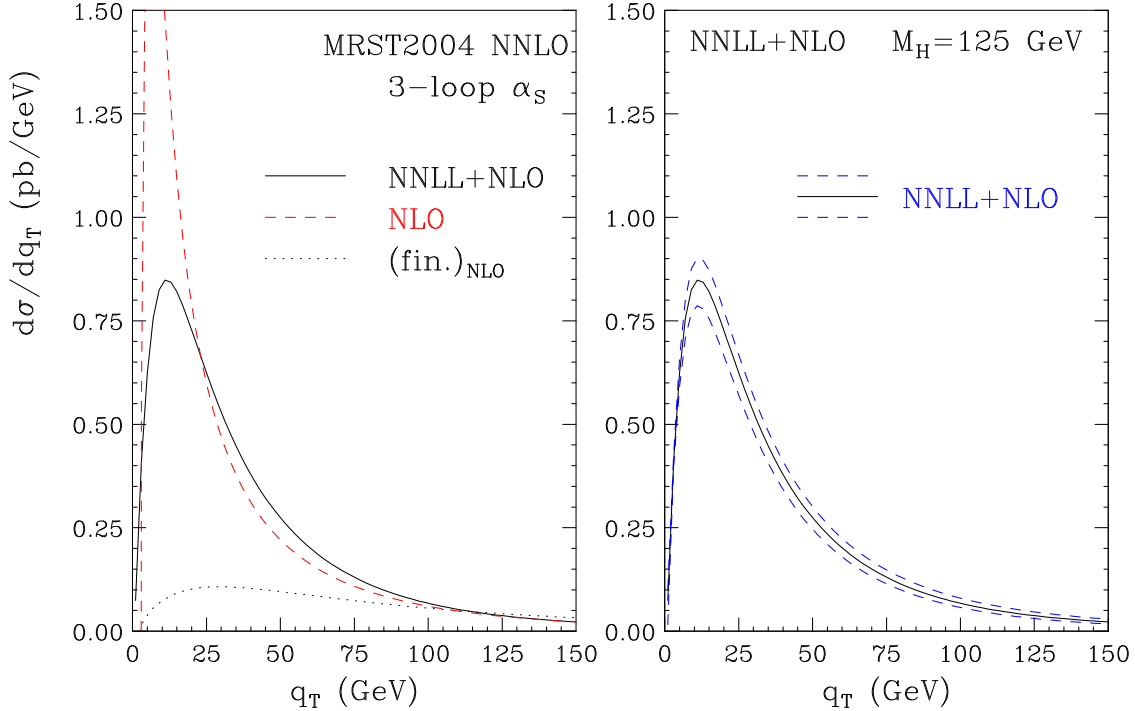 MRST2004 NNLO
3-loop α_S
NNLL+NLO
NLO
(fin.)_NLO
dσ/dq_T (pb/GeV)
1.50
1.25
1.00
0.75
0.50
0.25
0.00
0 25 50 75 100 125 150
q_T (GeV)
NNLL+NLO M_H=125 GeV
NNLL+NLO
1.50
1.25
1.00
0.75
0.50
0.25
0.00
0 25 50 75 100 125 150
q_T (GeV)